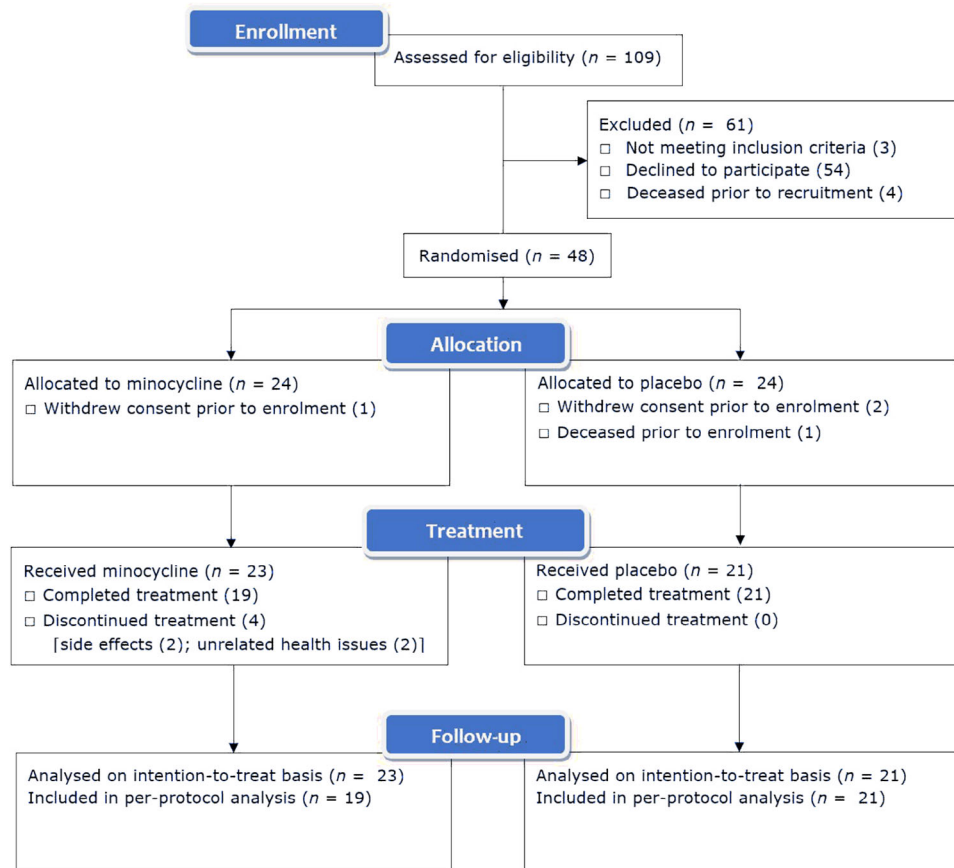 Enrollment
Assessed for eligibility (n = 109)
Excluded (n = 61)
□ Not meeting inclusion criteria (3)
□ Declined to participate (54)
□ Deceased prior to recruitment (4)
Randomised (n = 48)
Allocation
Allocated to minocycline (n = 24)
□ Withdrew consent prior to enrolment (1)
Allocated to placebo (n = 24)
□ Withdrew consent prior to enrolment (2)
□ Deceased prior to enrolment (1)
Treatment
Received minocycline (n = 23)
□ Completed treatment (19)
□ Discontinued treatment (4)
[side effects (2); unrelated health issues (2)]
Received placebo (n = 21)
□ Completed treatment (21)
□ Discontinued treatment (0)
Follow-up
Analysed on intention-to-treat basis (n = 23)
Included in per-protocol analysis (n = 19)
Analysed on intention-to-treat basis (n = 21)
Included in per-protocol analysis (n = 21)